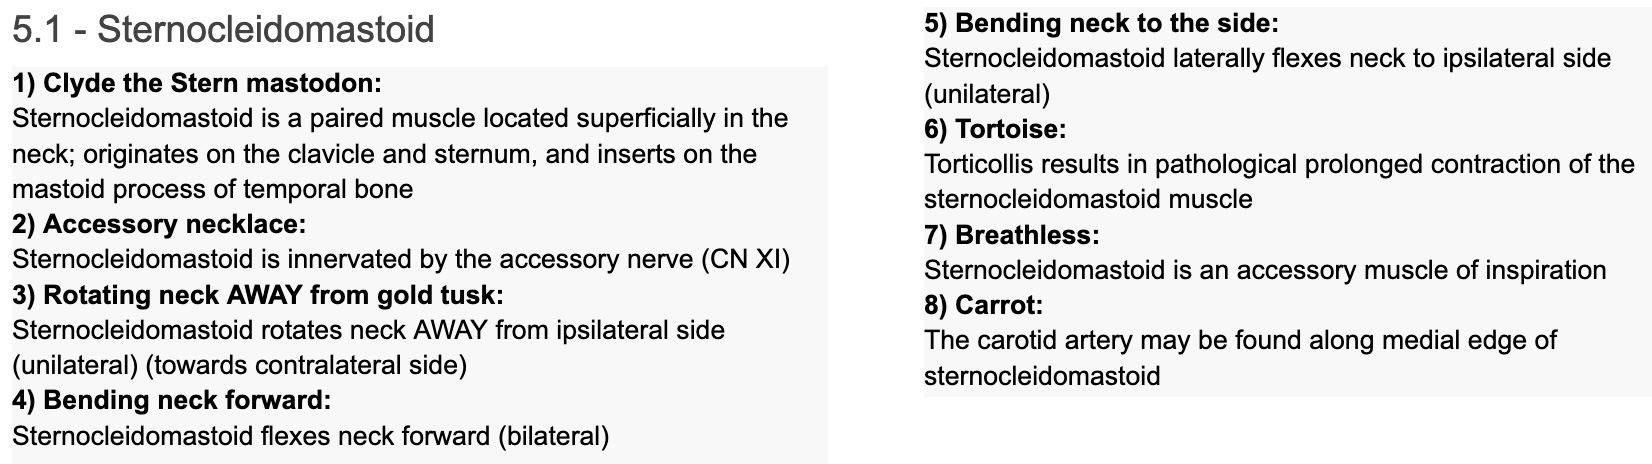 5.1 - Sternocleidomastoid
1) Clyde the Stern mastodon:
Sternocleidomastoid is a paired muscle located superficially in the
neck; originates on the clavicle and sternum, and inserts on the
mastoid process of temporal bone
2) Accessory necklace:
Sternocleidomastoid is innervated by the accessory nerve (CN XI)
3) Rotating neck AWAY from gold tusk:
Sternocleidomastoid rotates neck AWAY from ipsilateral side
(unilateral) (towards contralateral side)
4) Bending neck forward:
Sternocleidomastoid flexes neck forward (bilateral)
5) Bending neck to the side:
Sternocleidomastoid laterally flexes neck to ipsilateral side
(unilateral)
6) Tortoise:
Torticollis results in pathological prolonged contraction of the
sternocleidomastoid muscle
7) Breathless:
Sternocleidomastoid is an accessory muscle of inspiration
8) Carrot:
The carotid artery may be found along medial edge of
sternocleidomastoid